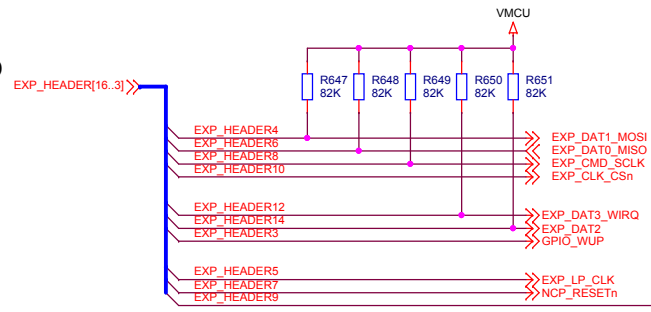 VMCU
EXP_HEADER[16..3]
R647 R648 R649 R650 R651
82K 82K 82K 82K 82K
EXP_HEADER4 EXP_DAT1_MOSI
EXP_HEADER6 EXP_DAT0_MISO
EXP_HEADER8 EXP_CMD_SCLK
EXP_HEADER10 EXP_CLK_CSn
EXP_HEADER12 EXP_DAT3_WIRQ
EXP_HEADER14 EXP_DAT2
EXP_HEADER3 GPIO_WUP
EXP_HEADER5 EXP_LP_CLK
EXP_HEADER7 NCP_RESETn
EXP_HEADER9